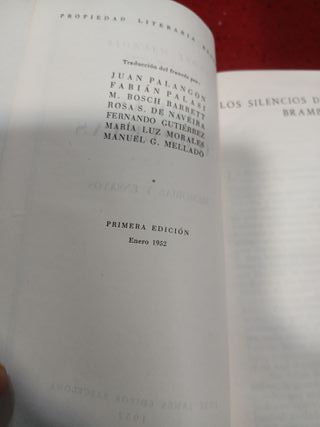 PROPIEDAD LITERARIA
Traducción del francés por:
JUAN PALANGÓN
FABIÁN PALASÍ
M. BOSCH BARRETT
ROSA S. DE NAVEIRA
FERNANDO GUTIÉRREZ
MARÍA LUZ MORALES
MANUEL G. MELLADO
*
PRIMERA EDICIÓN
Enero 1952
LOS SILENCIOS D
BRAMB